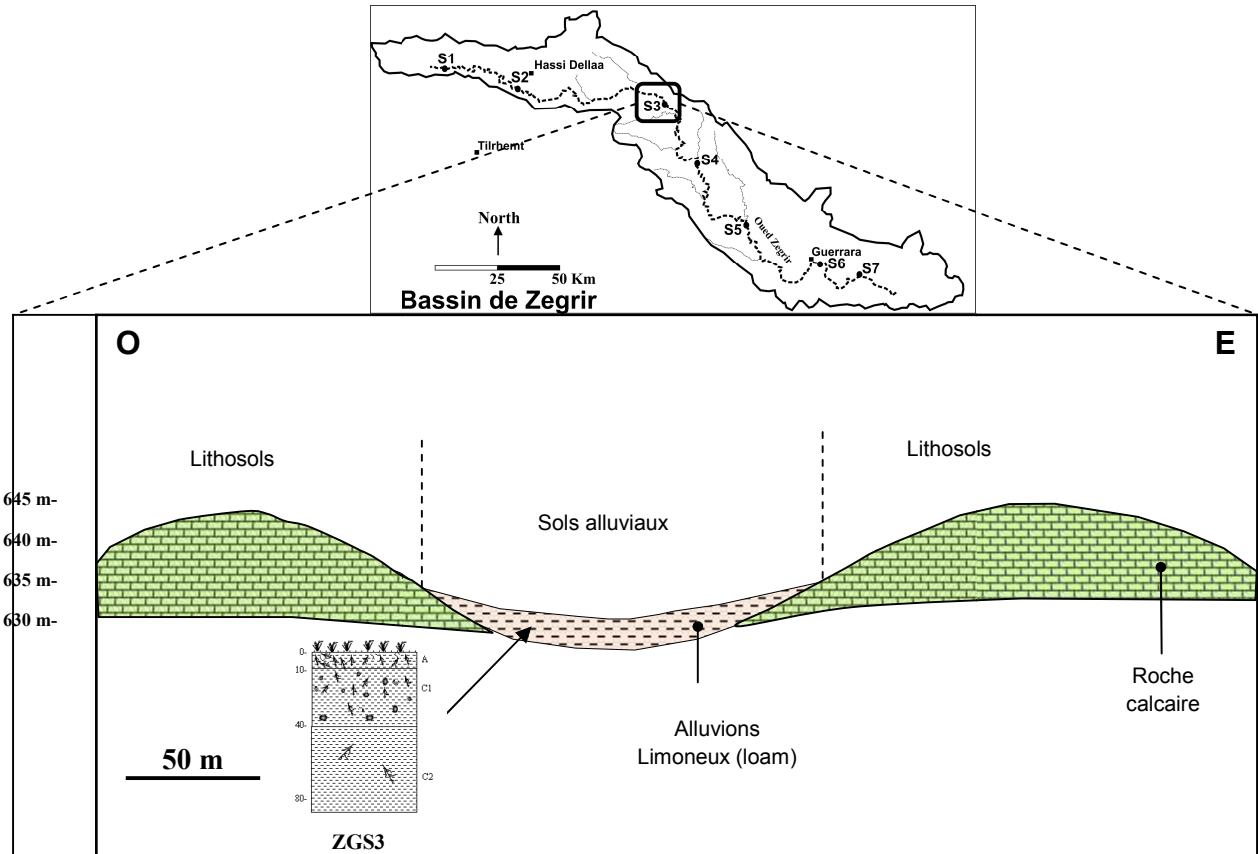 S1
S2
Hassi Dellaa
S3
Tilrhemt
S4
North
S5
Oued Zegrir
Guerrara
S6
S7
25 50 Km
Bassin de Zegrir
O
E
Lithosols
Lithosols
Sols alluviaux
645 m-
640 m-
635 m-
630 m-
0-
A
10-
C1
40-
C2
80-
ZGS3
50 m
Alluvions
Limoneux (loam)
Roche
calcaire